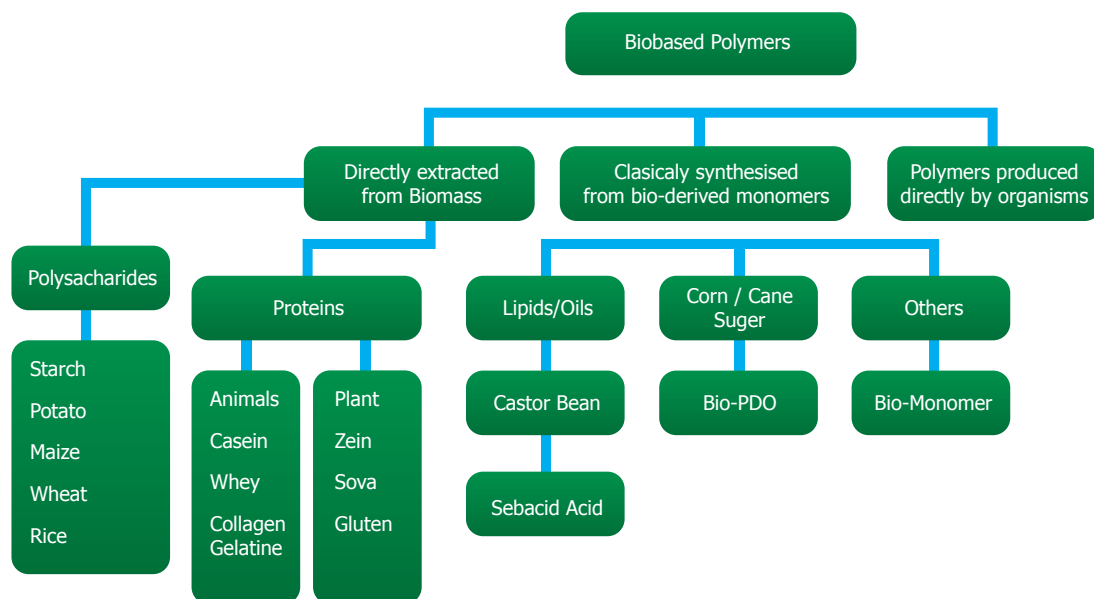 Biobased Polymers
Directly extracted
from Biomass
Clasicaly synthesised
from bio-derived monomers
Polymers produced
directly by organisms
Polysacharides
Proteins
Lipids/Oils
Corn / Cane
Suger
Others
Starch
Potato
Maize
Wheat
Rice
Animals
Casein
Whey
Collagen
Gelatine
Plant
Zein
Sova
Gluten
Castor Bean
Bio-PDO
Bio-Monomer
Sebacid Acid